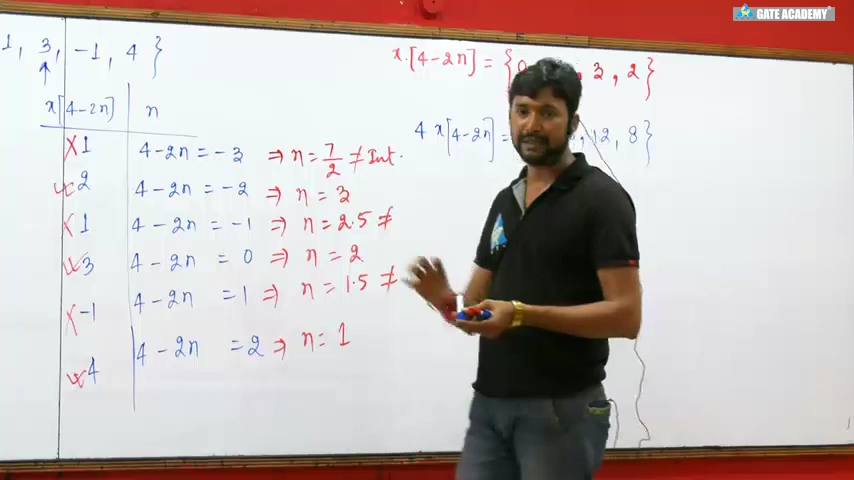 GATE ACADEMY
1, 3, -1, 4 }
↑
x[4-2n] n
✗ 1 4-2n = -3 ⇒ n = 7/2 ≠ Int.
✓ 2 4-2n = -2 ⇒ n = 3
✗ 1 4-2n = -1 ⇒ n = 2.5 ≠
✓ 3 4-2n = 0 ⇒ n = 2
✗ -1 4-2n = 1 ⇒ n = 1.5 ≠
✓ 4 4-2n = 2 ⇒ n = 1
x.[4-2n] = {0, 3, 2}
4 x[4-2n] = , 12, 8}